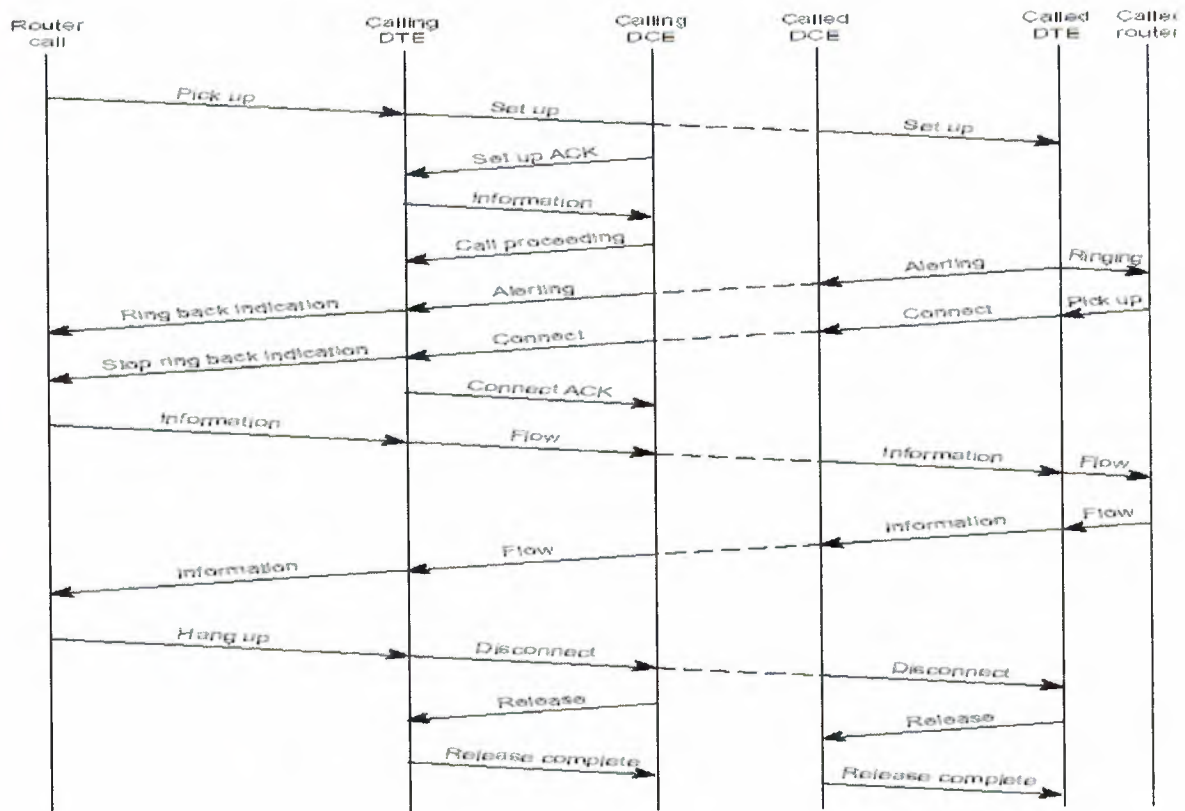 Router
call
Calling
DTE
Calling
DCE
Called
DCE
Called
DTE
Called
router
Pick up
Set up
Set up
Set up ACK
Information
Call proceeding
Alerting
Ringing
Alerting
Ring back indication
Pick up
Connect
Connect
Stop ring back indication
Connect ACK
Information
Flow
Information
Flow
Flow
Information
Flow
Information
Hang up
Disconnect
Disconnect
Release
Release
Release complete
Release complete